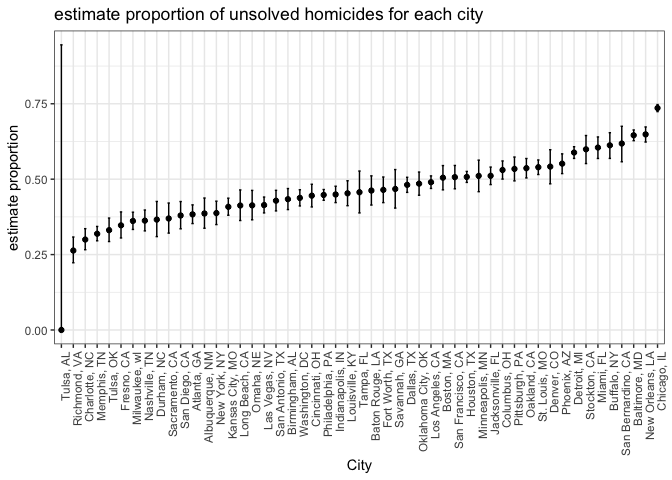 estimate proportion of unsolved homicides for each city
estimate proportion
0.75
0.50
0.25
0.00
Tulsa, AL
Richmond, VA
Charlotte, NC
Memphis, TN
Tulsa, OK
Fresno, CA
Milwaukee, wI
Nashville, TN
Durham, NC
Sacramento, CA
San Diego, CA
Atlanta, GA
Albuquerque, NM
New York, NY
Kansas City, MO
Long Beach, CA
Omaha, NE
Las Vegas, NV
San Antonio, TX
Birmingham, AL
Washington, DC
Cincinnati, OH
Philadelphia, PA
Indianapolis, IN
Louisville, KY
Tampa, FL
Baton Rouge, LA
Fort Worth, TX
Savannah, GA
Dallas, TX
Oklahoma City, OK
Los Angeles, CA
Boston, MA
San Francisco, CA
Houston, TX
Minneapolis, MN
Jacksonville, FL
Columbus, OH
Pittsburgh, PA
Oakland, CA
St. Louis, MO
Denver, CO
Phoenix, AZ
Detroit, MI
Stockton, CA
Miami, FL
Buffalo, NY
San Bernardino, CA
Baltimore, MD
New Orleans, LA
Chicago, IL
City